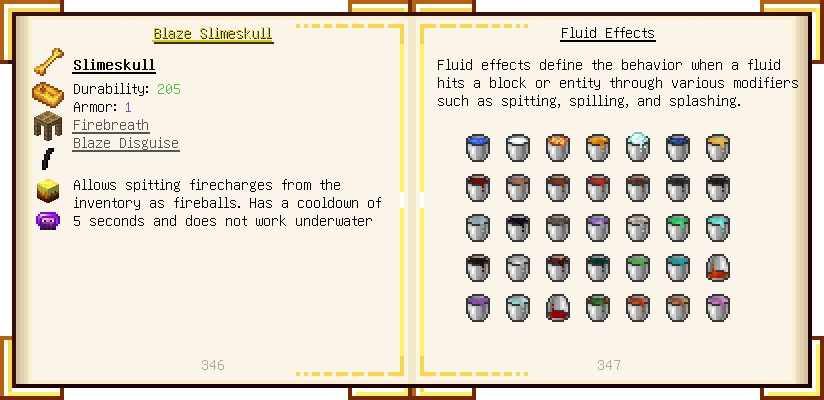 Blaze Slimeskull
Slimeskull
Durability: 205
Armor: 1
Firebreath
Blaze Disguise
Allows spitting firecharges from the
inventory as fireballs. Has a cooldown of
5 seconds and does not work underwater
346
Fluid Effects
Fluid effects define the behavior when a fluid
hits a block or entity through various modifiers
such as spitting, spilling, and splashing.
347